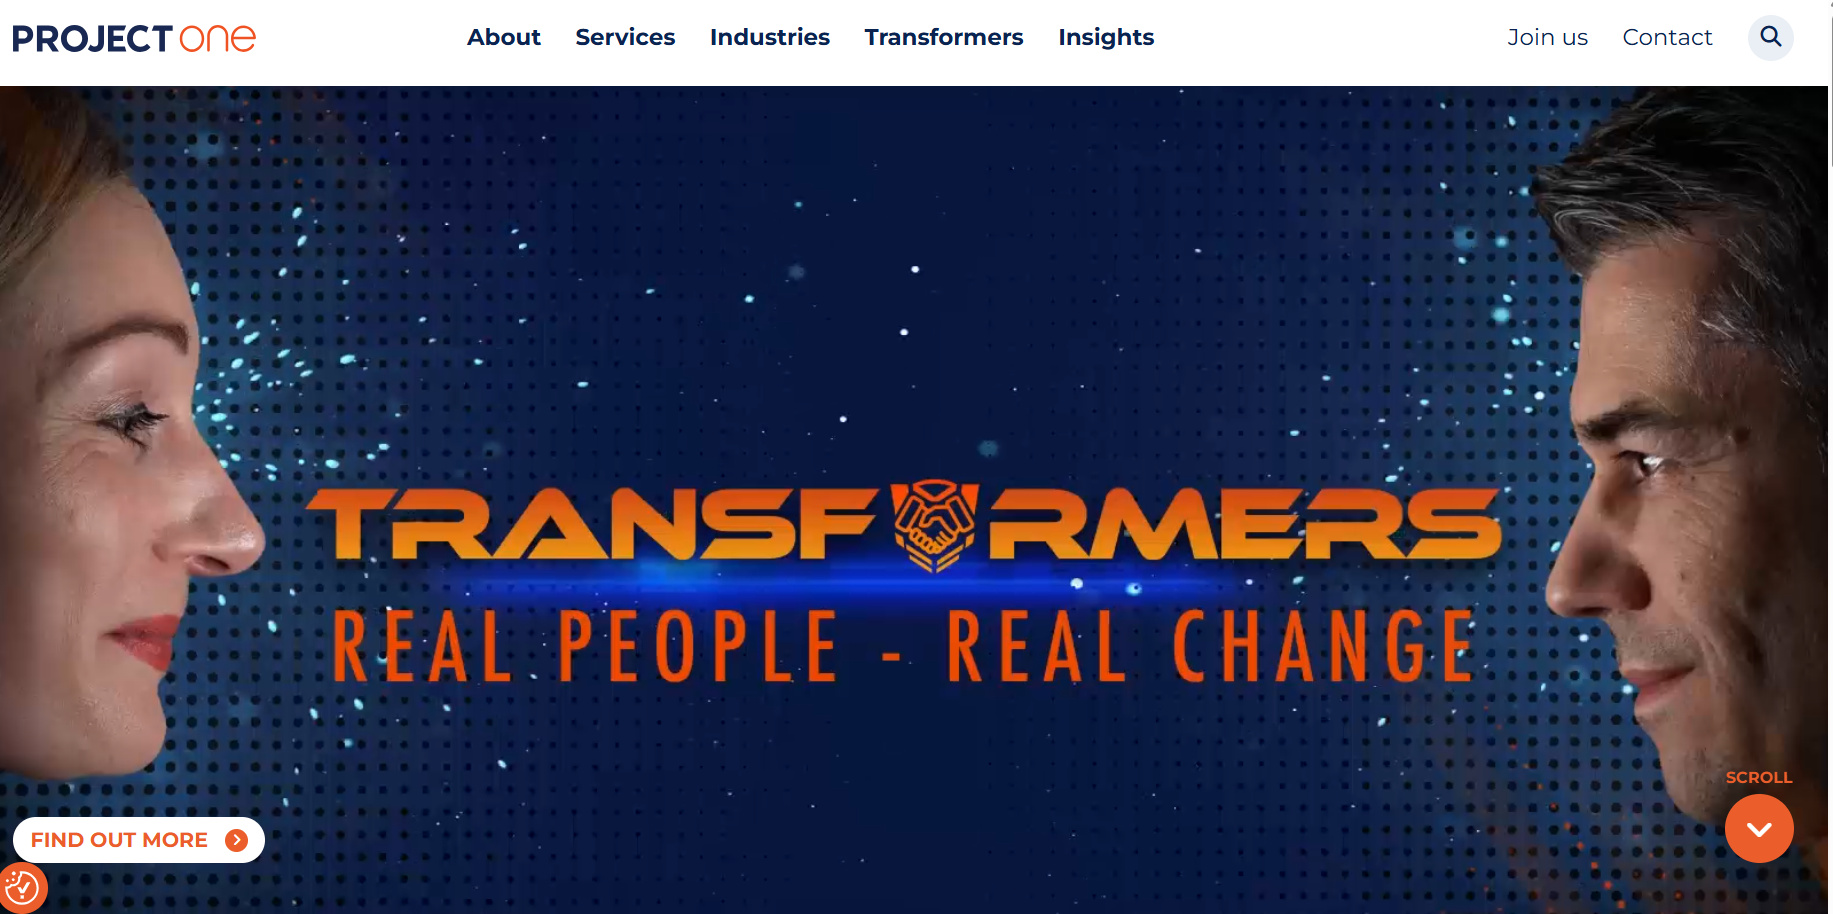 PROJECT one
About Services Industries Transformers Insights
Join us Contact
TRANSFORMERS
REAL PEOPLE - REAL CHANGE
SCROLL
FIND OUT MORE